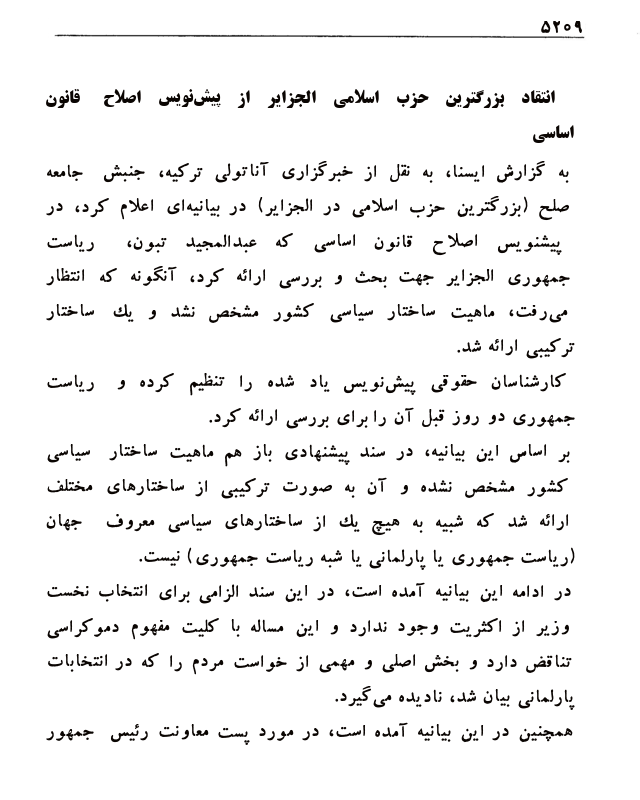 ۵۲۰۹
انتقاد بزرگترین حزب اسلامی الجزایر از پیش‌نویس اصلاح قانون
اساسی
به گزارش ایسنا، به نقل از خبرگزاری آناتولی ترکیه، جنبش جامعه
صلح (بزرگترین حزب اسلامی در الجزایر) در بیانیه‌ای اعلام کرد، در
پیشنویس اصلاح قانون اساسی که عبدالمجید تبون، ریاست
جمهوری الجزایر جهت بحث و بررسی ارائه کرد، آنگونه که انتظار
می‌رفت، ماهیت ساختار سیاسی کشور مشخص نشد و یك ساختار
ترکیبی ارائه شد.
کارشناسان حقوقی پیش‌نویس یاد شده را تنظیم کرده و ریاست
جمهوری دو روز قبل آن را برای بررسی ارائه کرد.
بر اساس این بیانیه، در سند پیشنهادی باز هم ماهیت ساختار سیاسی
کشور مشخص نشده و آن به صورت ترکیبی از ساختارهای مختلف
ارائه شد که شبیه به هیچ یك از ساختارهای سیاسی معروف جهان
(ریاست جمهوری یا پارلمانی یا شبه ریاست جمهوری) نیست.
در ادامه این بیانیه آمده است، در این سند الزامی برای انتخاب نخست
وزیر از اکثریت وجود ندارد و این مساله با کلیت مفهوم دموکراسی
تناقض دارد و بخش اصلی و مهمی از خواست مردم را که در انتخابات
پارلمانی بیان شد، نادیده می‌گیرد.
همچنین در این بیانیه آمده است، در مورد پست معاونت رئیس جمهور